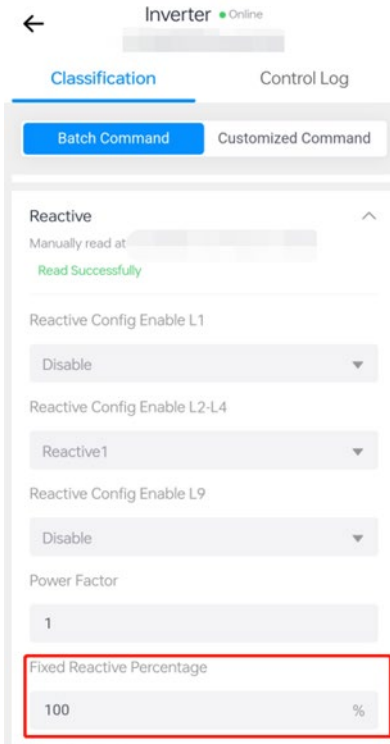 Inverter Online
Classification Control Log
Batch Command Customized Command
Reactive
Manually read at
Read Successfully
Reactive Config Enable L1
Disable
Reactive Config Enable L2-L4
Reactive1
Reactive Config Enable L9
Disable
Power Factor
1
Fixed Reactive Percentage
100 %